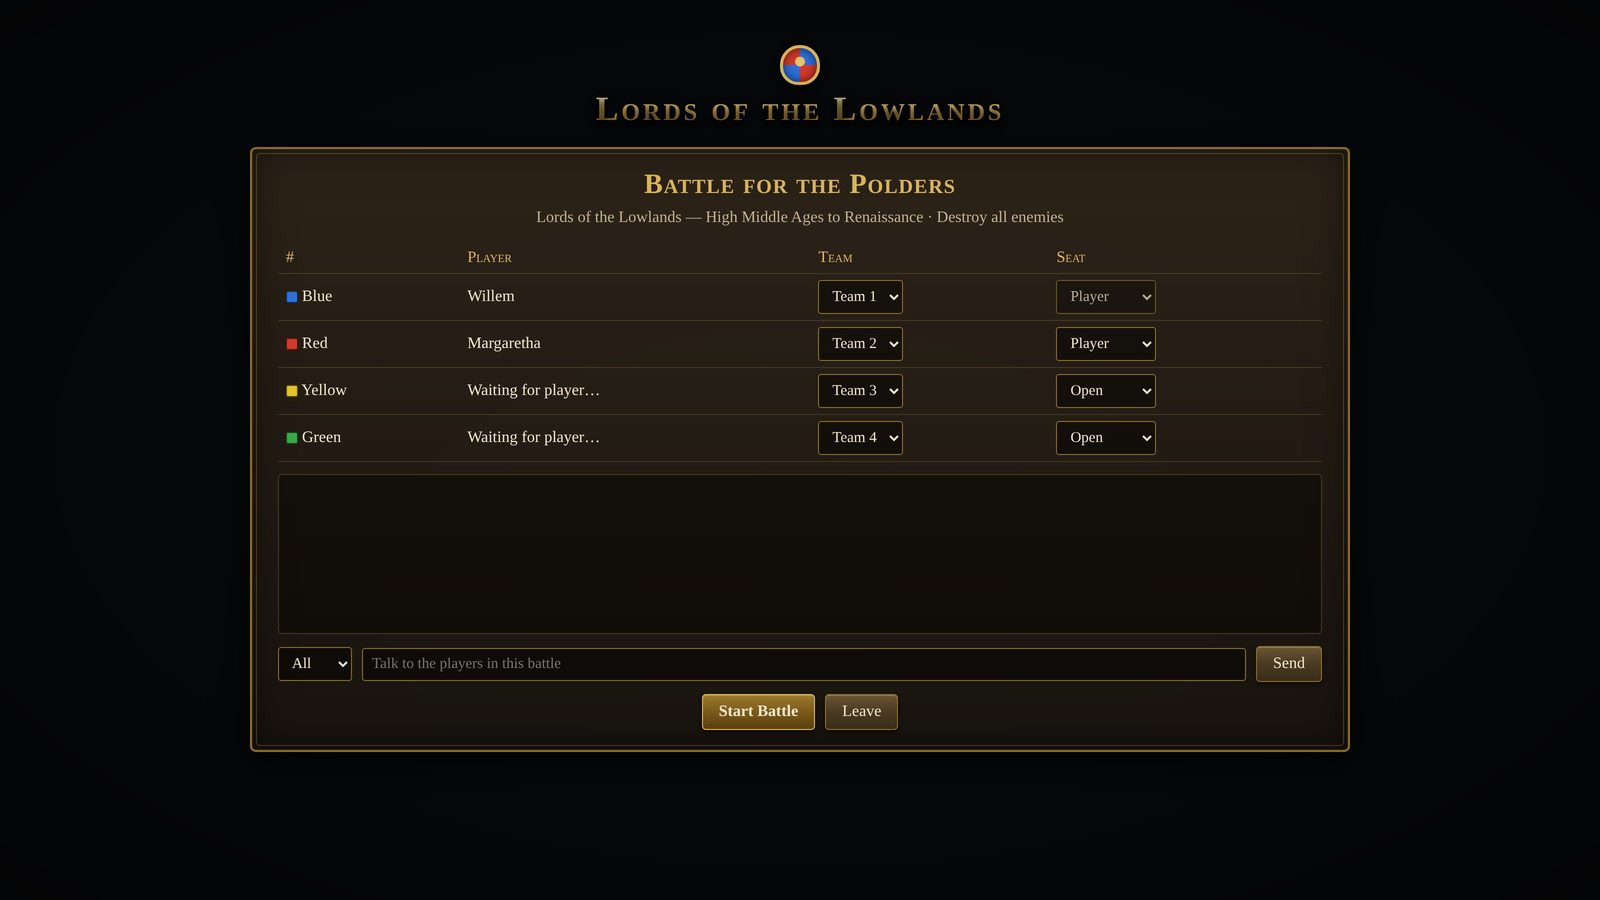 Lords of the Lowlands
Battle for the Polders
Lords of the Lowlands — High Middle Ages to Renaissance · Destroy all enemies
# Player Team Seat
Blue Willem Team 1 Player
Red Margaretha Team 2 Player
Yellow Waiting for player… Team 3 Open
Green Waiting for player… Team 4 Open
All Talk to the players in this battle Send
Start Battle Leave